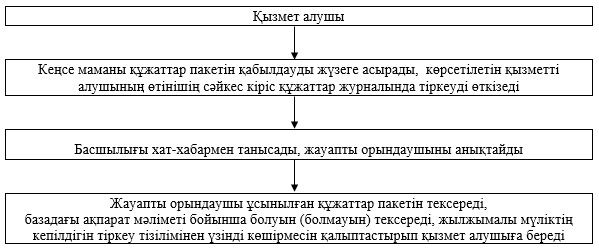 Қызмет алушы
Кеңсе маманы құжаттар пакетін қабылдауды жүзеге асырады, көрсетілетін қызметті
алушының өтінішің сәйкес кіріс құжаттар журналында тіркеуді өткізеді
Басшылығы хат-хабармен танысады, жауапты орындаушыны анықтайды
Жауапты орындаушы ұсынылған құжаттар пакетін тексереді,
базадағы ақпарат мәліметі бойынша болуын (болмауын) тексереді, жылжымалы мүліктің
кепілдігін тіркеу тізілімінен үзінді көшірмесін қалыптастырып қызмет алушыға береді